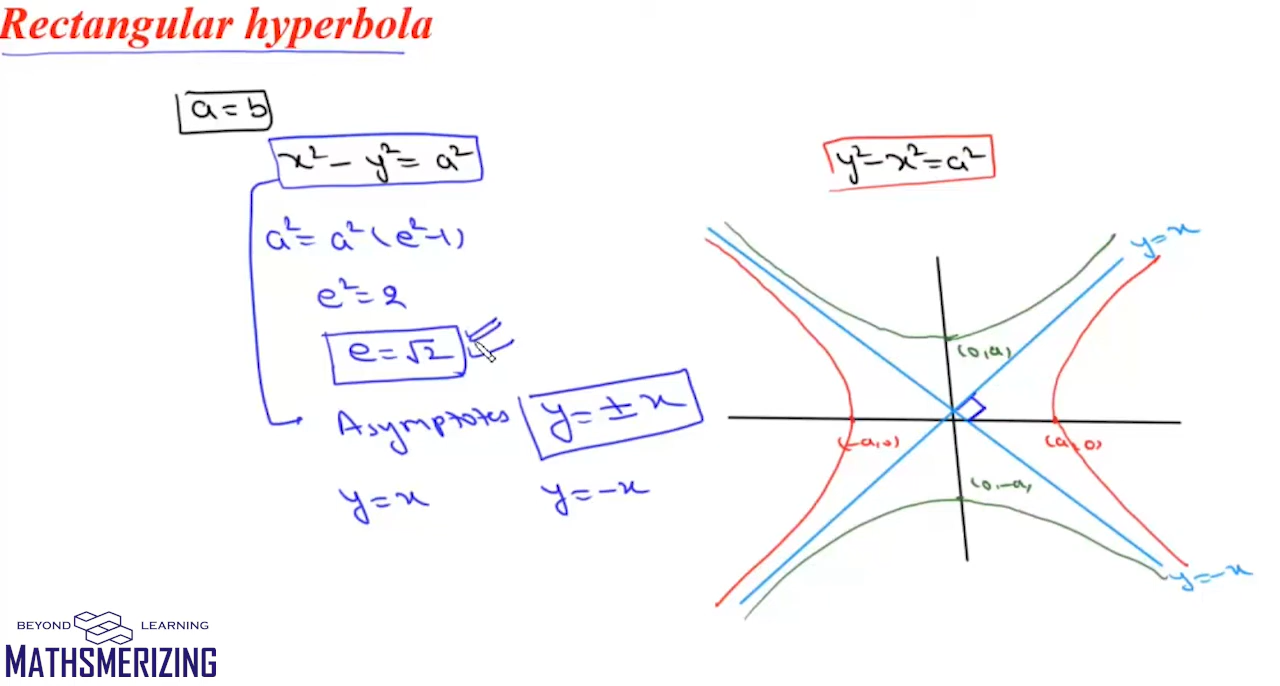 Rectangular hyperbola
a = b
x² - y² = a²
a² = a² (e² -1)
e² = 2
e = √2
Asymptotes y = ± x
y = x y = -x
y² - x² = a²
y = x
(0, a)
(-a, 0) (a, 0)
(0, -a)
y = -x
BEYOND LEARNING
MATHSMERIZING